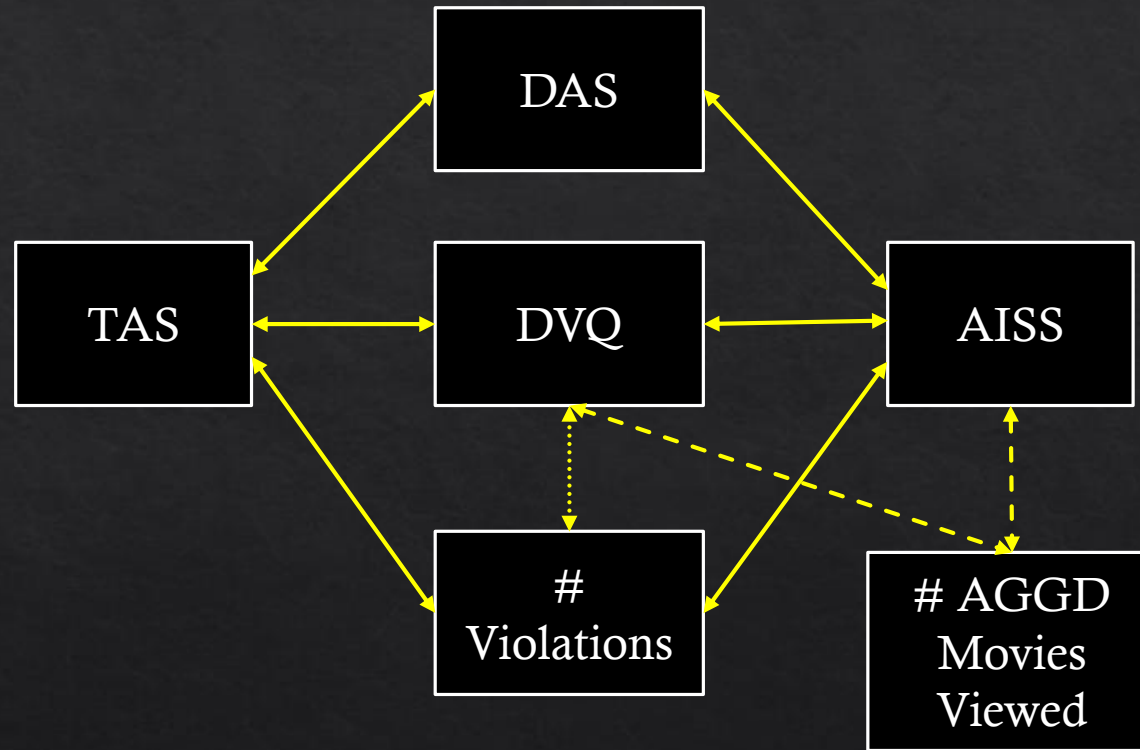 DAS
TAS
DVQ
AISS
#
Violations
# AGGD
Movies
Viewed